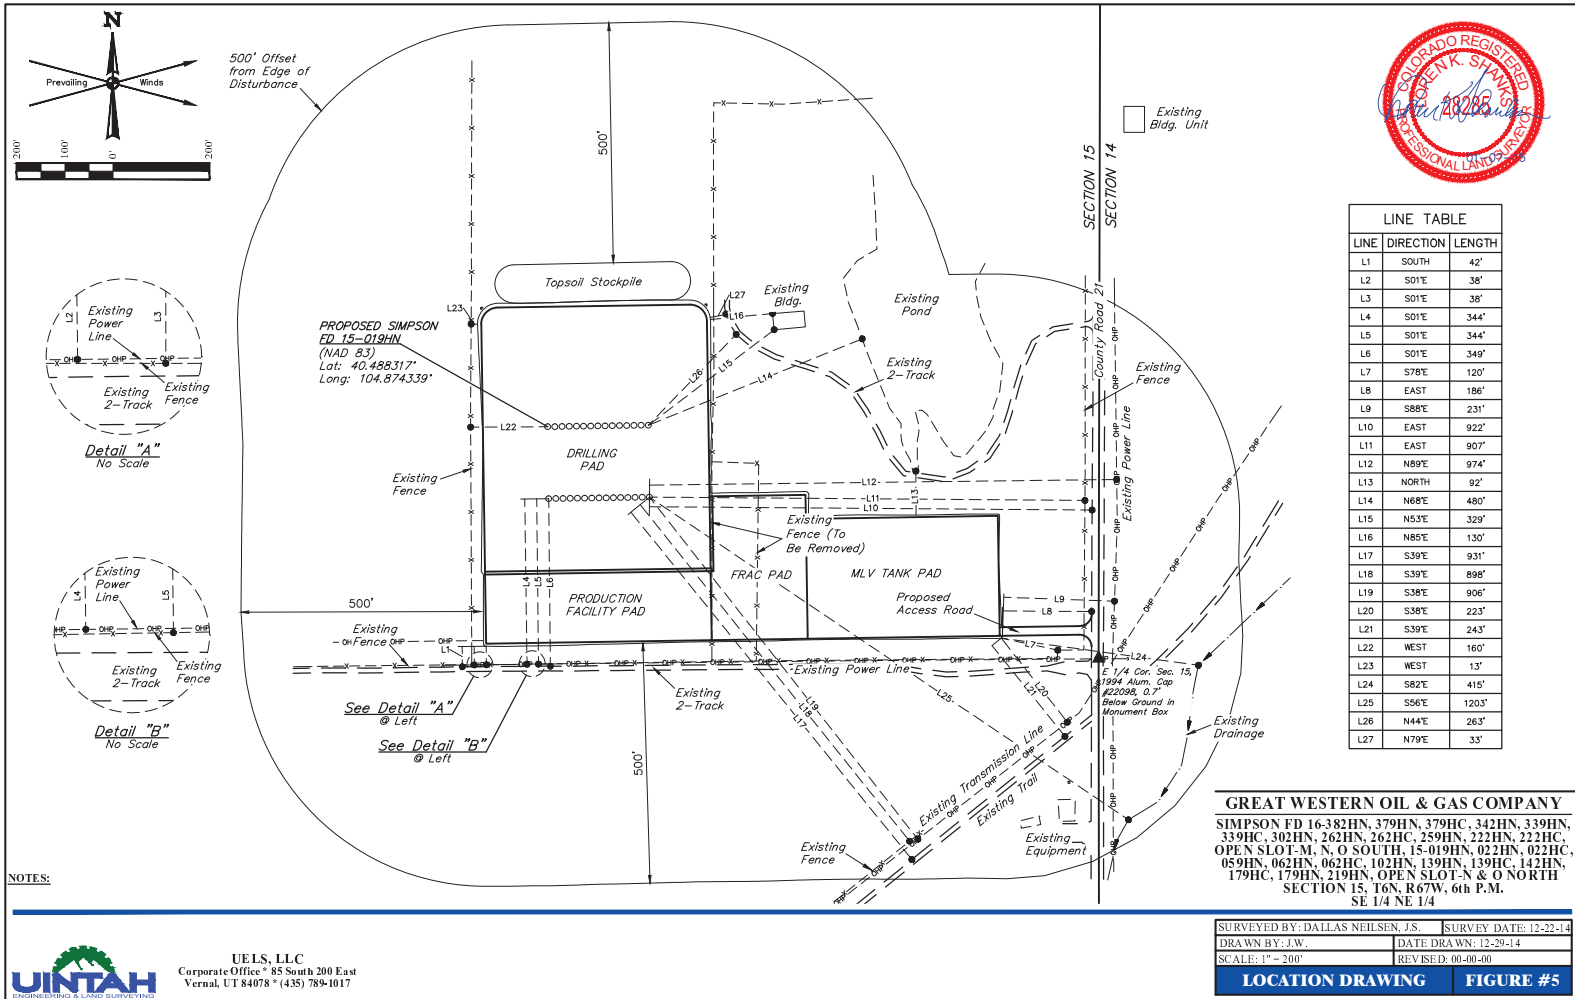 N
Prevailing Winds
200' 100' 0' 200'
500' Offset
from Edge of
Disturbance
500'
Existing
Bldg. Unit
SECTION 15
SECTION 14
COLORADO REGISTERED
LOREN K. SHANKS
28285
PROFESSIONAL LAND SURVEYOR
LINE TABLE
LINE DIRECTION LENGTH
L1 SOUTH 42'
L2 S01°E 38'
L3 S01°E 38'
L4 S01°E 344'
L5 S01°E 344'
L6 S01°E 349'
L7 S78°E 120'
L8 EAST 186'
L9 S88°E 231'
L10 EAST 922'
L11 EAST 907'
L12 N89°E 974'
L13 NORTH 92'
L14 N68°E 480'
L15 N53°E 329'
L16 N85°E 130'
L17 S39°E 931'
L18 S39°E 898'
L19 S38°E 906'
L20 S38°E 223'
L21 S39°E 243'
L22 WEST 160'
L23 WEST 13'
L24 S82°E 415'
L25 S56°E 1203'
L26 N44°E 263'
L27 N79°E 33'
Topsoil Stockpile
L23
L27
L16
Existing
Bldg.
Existing
Pond
County Road 21
OHP
PROPOSED SIMPSON
FD 15-019HN
(NAD 83)
Lat: 40.488317°
Long: 104.874339°
L26
L15
L14
Existing
2-Track
Existing
Fence
L22
DRILLING
PAD
Existing
Fence
L12
L11
L10
L13
Existing Power Line
Existing
Fence (To
Be Removed)
L4
L5
L6
FRAC PAD
MLV TANK PAD
PRODUCTION
FACILITY PAD
Proposed
Access Road
L9
L8
500'
Existing
Fence
OHP
L1
L7
L24
Existing Power Line
E 1/4 Cor. Sec. 15,
1994 Alum. Cap
#22098, 0.7'
Below Ground in
Monument Box
Existing
2-Track
See Detail "A"
@ Left
See Detail "B"
@ Left
L19
L18
L17
L25
L20
L21
Existing
Drainage
500'
Existing Transmission Line
Existing Trail
Existing
Fence
Existing
Equipment
L2
L3
Existing
Power
Line
OHP OHP OHP
Existing
2-Track
Existing
Fence
Detail "A"
No Scale
L4
L5
Existing
Power
Line
OHP OHP OHP
Existing
2-Track
Existing
Fence
Detail "B"
No Scale
GREAT WESTERN OIL & GAS COMPANY
SIMPSON FD 16-382HN, 379HN, 379HC, 342HN, 339HN,
339HC, 302HN, 262HN, 262HC, 259HN, 222HN, 222HC,
OPEN SLOT-M, N, O SOUTH, 15-019HN, 022HN, 022HC,
059HN, 062HN, 062HC, 102HN, 139HN, 139HC, 142HN,
179HC, 179HN, 219HN, OPEN SLOT-N & O NORTH
SECTION 15, T6N, R67W, 6th P.M.
SE 1/4 NE 1/4
NOTES:
UINTAH
ENGINEERING & LAND SURVEYING
UELS, LLC
Corporate Office * 85 South 200 East
Vernal, UT 84078 * (435) 789-1017
SURVEYED BY: DALLAS NEILSEN, J.S. SURVEY DATE: 12-22-14
DRAWN BY: J.W. DATE DRAWN: 12-29-14
SCALE: 1" = 200' REVISED: 00-00-00
LOCATION DRAWING FIGURE #5